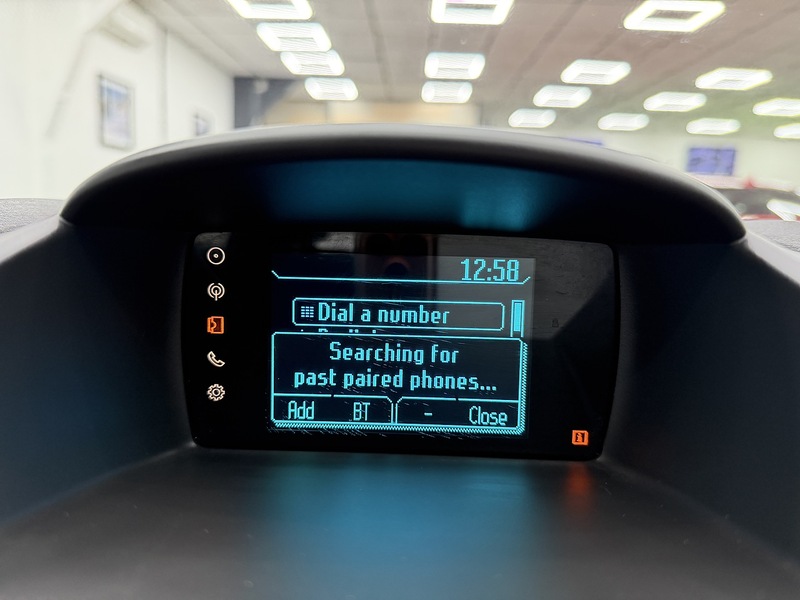 12:58
Dial a number
Searching for
past paired phones...
Add BT - Close